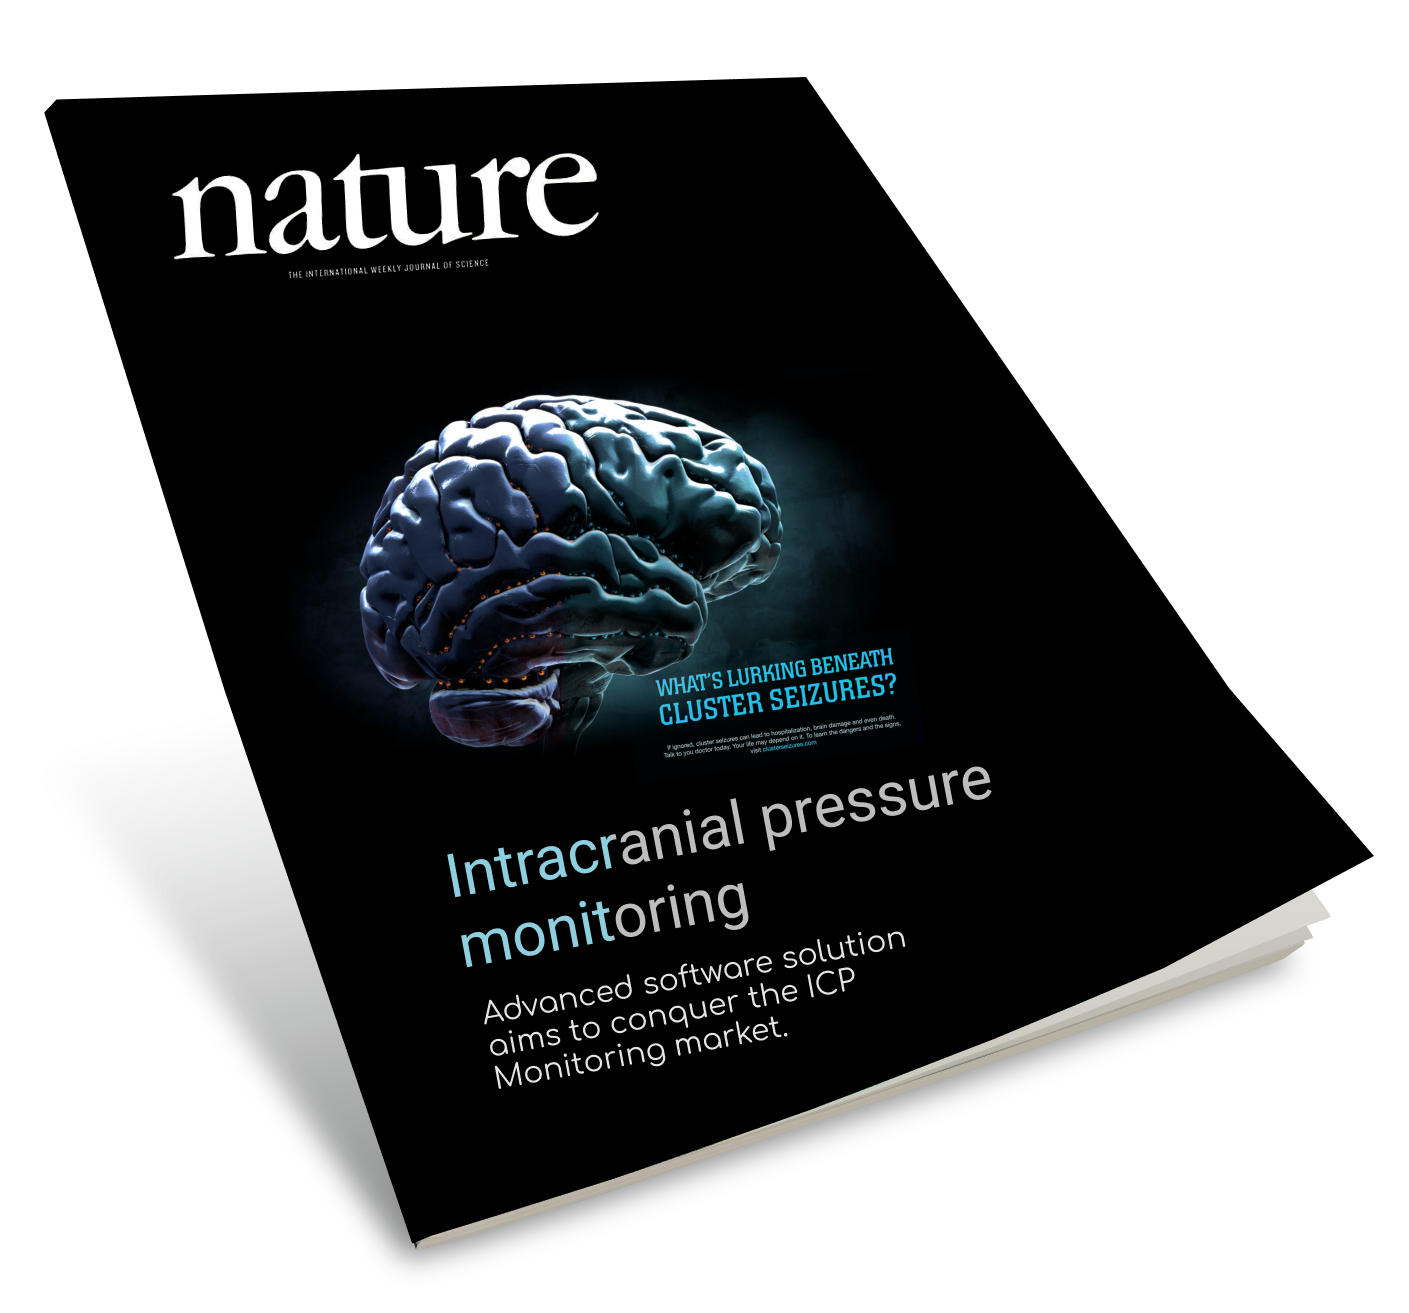 nature
THE INTERNATIONAL WEEKLY JOURNAL OF SCIENCE
WHAT'S LURKING BENEATH
CLUSTER SEIZURES?
If ignored, cluster seizures can lead to hospitalization, brain damage and even death.
Talk to you doctor today. Your life may depend on it. To learn the dangers and the signs,
visit clusterseizures.com
Intracranial pressure
monitoring
Advanced software solution
aims to conquer the ICP
Monitoring market.